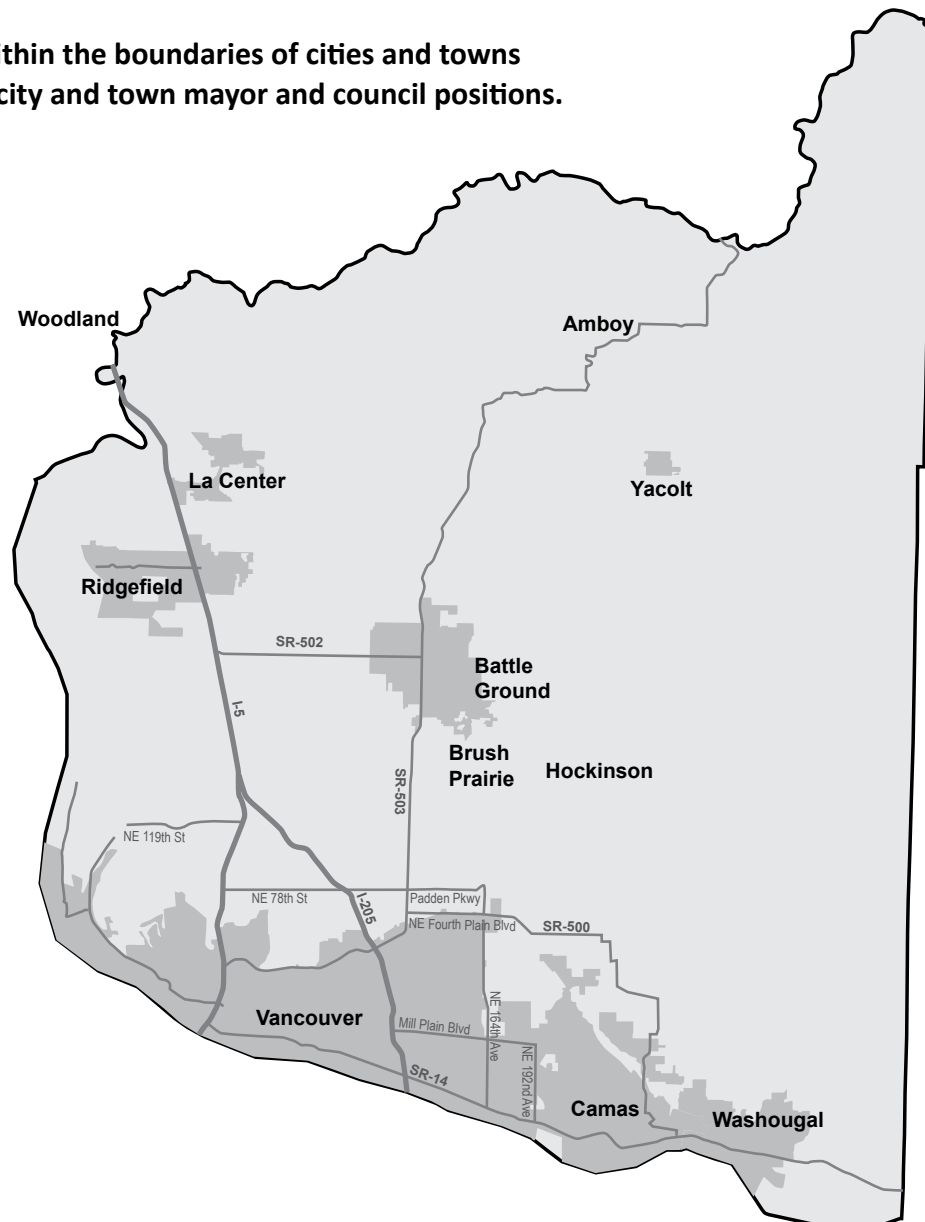 ithin the boundaries of cities and towns
city and town mayor and council positions.
Woodland
Amboy
La Center
Yacolt
Ridgefield
SR-502
Battle
Ground
I-5
Brush
Prairie
Hockinson
SR-503
NE 119th St
NE 78th St
I-205
Padden Pkwy
NE Fourth Plain Blvd
SR-500
Vancouver
Mill Plain Blvd
NE 164th Ave
NE 192nd Ave
SR-14
Camas
Washougal